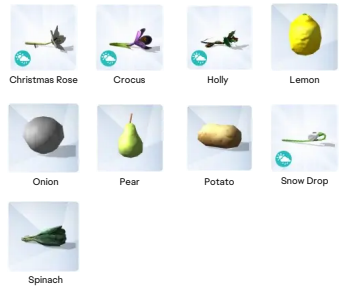 Christmas Rose
Crocus
Holly
Lemon
Onion
Pear
Potato
Snow Drop
Spinach